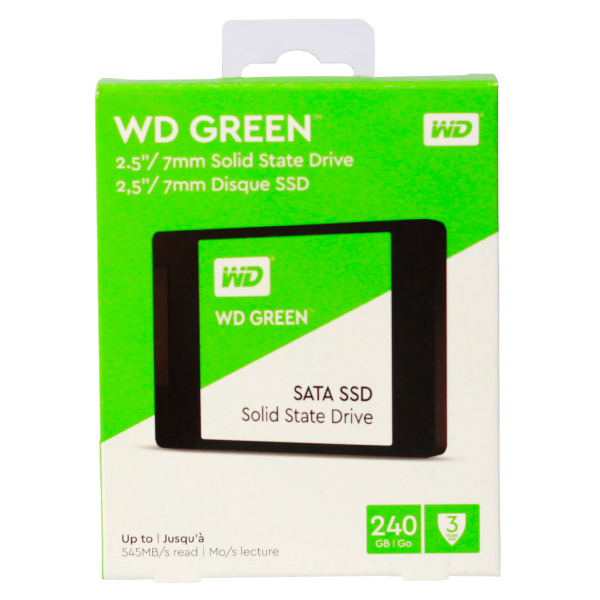 WD GREEN™
WD
2.5"/ 7mm Solid State Drive
2,5"/ 7mm Disque SSD
WD
WD GREEN™
SATA SSD
Solid State Drive
Up to | Jusqu'à
545MB/s read | Mo/s lecture
240
GB | Go
3